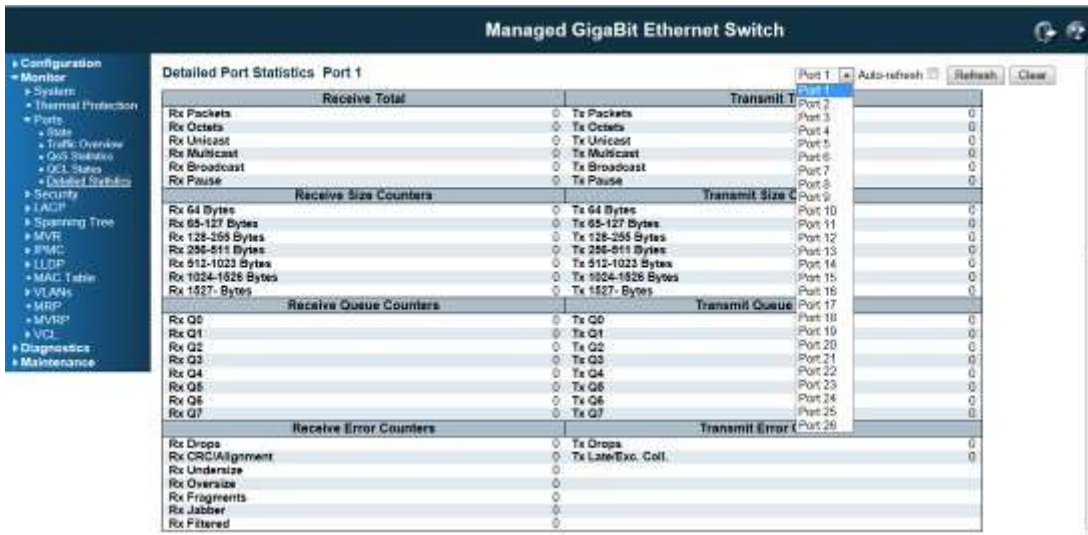 Managed GigaBit Ethernet Switch
Configuration
Monitor
System
Thermal Protection
Ports
State
Traffic Overview
QoS Statistics
QCL Status
Detailed Statistics
Security
LACP
Spanning Tree
MVR
IPMC
LLDP
MAC Table
VLANs
MRP
MVRP
VCL
Diagnostics
Maintenance
Detailed Port Statistics Port 1
Port 1 Auto-refresh Refresh Clear
Port 1
Port 2
Port 3
Port 4
Port 5
Port 6
Port 7
Port 8
Port 9
Port 10
Port 11
Port 12
Port 13
Port 14
Port 15
Port 16
Port 17
Port 18
Port 19
Port 20
Port 21
Port 22
Port 23
Port 24
Port 25
Port 26
Receive Total Transmit T
Rx Packets 0 Tx Packets 0
Rx Octets 0 Tx Octets 0
Rx Unicast 0 Tx Unicast 0
Rx Multicast 0 Tx Multicast 0
Rx Broadcast 0 Tx Broadcast 0
Rx Pause 0 Tx Pause 0
Receive Size Counters Transmit Size C
Rx 64 Bytes 0 Tx 64 Bytes 0
Rx 65-127 Bytes 0 Tx 65-127 Bytes 0
Rx 128-255 Bytes 0 Tx 128-255 Bytes 0
Rx 256-511 Bytes 0 Tx 256-511 Bytes 0
Rx 512-1023 Bytes 0 Tx 512-1023 Bytes 0
Rx 1024-1526 Bytes 0 Tx 1024-1526 Bytes 0
Rx 1527- Bytes 0 Tx 1527- Bytes 0
Receive Queue Counters Transmit Queue
Rx Q0 0 Tx Q0 0
Rx Q1 0 Tx Q1 0
Rx Q2 0 Tx Q2 0
Rx Q3 0 Tx Q3 0
Rx Q4 0 Tx Q4 0
Rx Q5 0 Tx Q5 0
Rx Q6 0 Tx Q6 0
Rx Q7 0 Tx Q7 0
Receive Error Counters Transmit Error C
Rx Drops 0 Tx Drops 0
Rx CRC/Alignment 0 Tx Late/Exc. Coll. 0
Rx Undersize 0
Rx Oversize 0
Rx Fragments 0
Rx Jabber 0
Rx Filtered 0